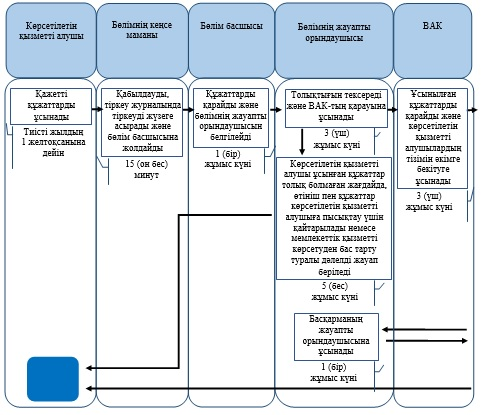 Көрсетілетін
қызметті алушы
Бөлімнің кеңсе
маманы
Бөлім басшысы
Бөлімнің жауапты
орындаушысы
ВАК
Қажетті
құжаттарды
ұсынады
Тиісті жылдың
1 желтоқсанына
дейін
Қабылдауды,
тіркеу журналында
тіркеуді жүзеге
асырады және
бөлім басшысына
жолдайды
15 (он бес)
минут
Құжаттарды
қарайды және
бөлімнің жауапты
орындаушысын
белгілейді
1 (бір)
жұмыс күні
Толықтығын тексереді
және ВАК-тың қарауына
ұсынады
3 (үш)
жұмыс күні
Көрсетілетін қызметті
алушы ұсынған құжаттар
толық болмаған жағдайда,
өтініш пен құжаттар
көрсетілетін қызметті
алушыға пысықтау үшін
қайтарылады немесе
мемлекеттік қызметті
көрсетуден бас тарту
туралы дәлелді жауап
беріледі
5 (бес)
жұмыс күні
Басқарманың
жауапты
орындаушысына
ұсынады
1 (бір)
жұмыс күні
Ұсынылған
құжаттарды
қарайды және
көрсетілетін
қызметті
алушылардың
тізімін әкімге
бекітуге
ұсынады
3 (үш)
жұмыс күні